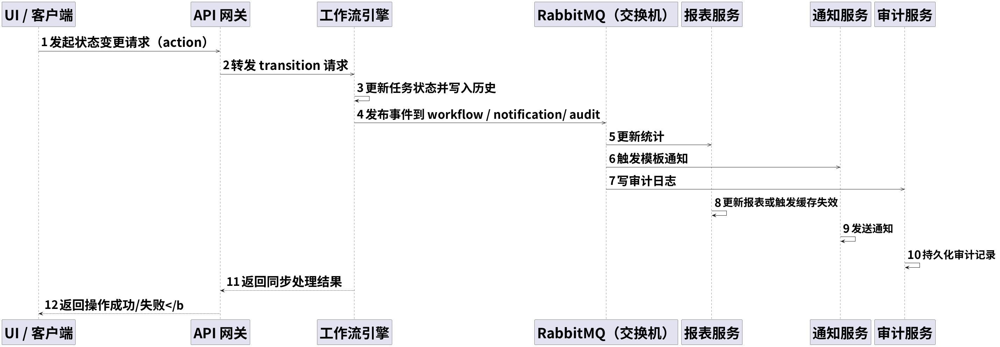 UI / 客户端 API 网关 工作流引擎 RabbitMQ（交换机） 报表服务 通知服务 审计服务
1 发起状态变更请求（action）
2 转发 transition 请求
3 更新任务状态并写入历史
4 发布事件到 workflow / notification/ audit
5 更新统计
6 触发模板通知
7 写审计日志
8 更新报表或触发缓存失效
9 发送通知
10 持久化审计记录
11 返回同步处理结果
12 返回操作成功/失败</b
UI / 客户端 API 网关 工作流引擎 RabbitMQ（交换机） 报表服务 通知服务 审计服务